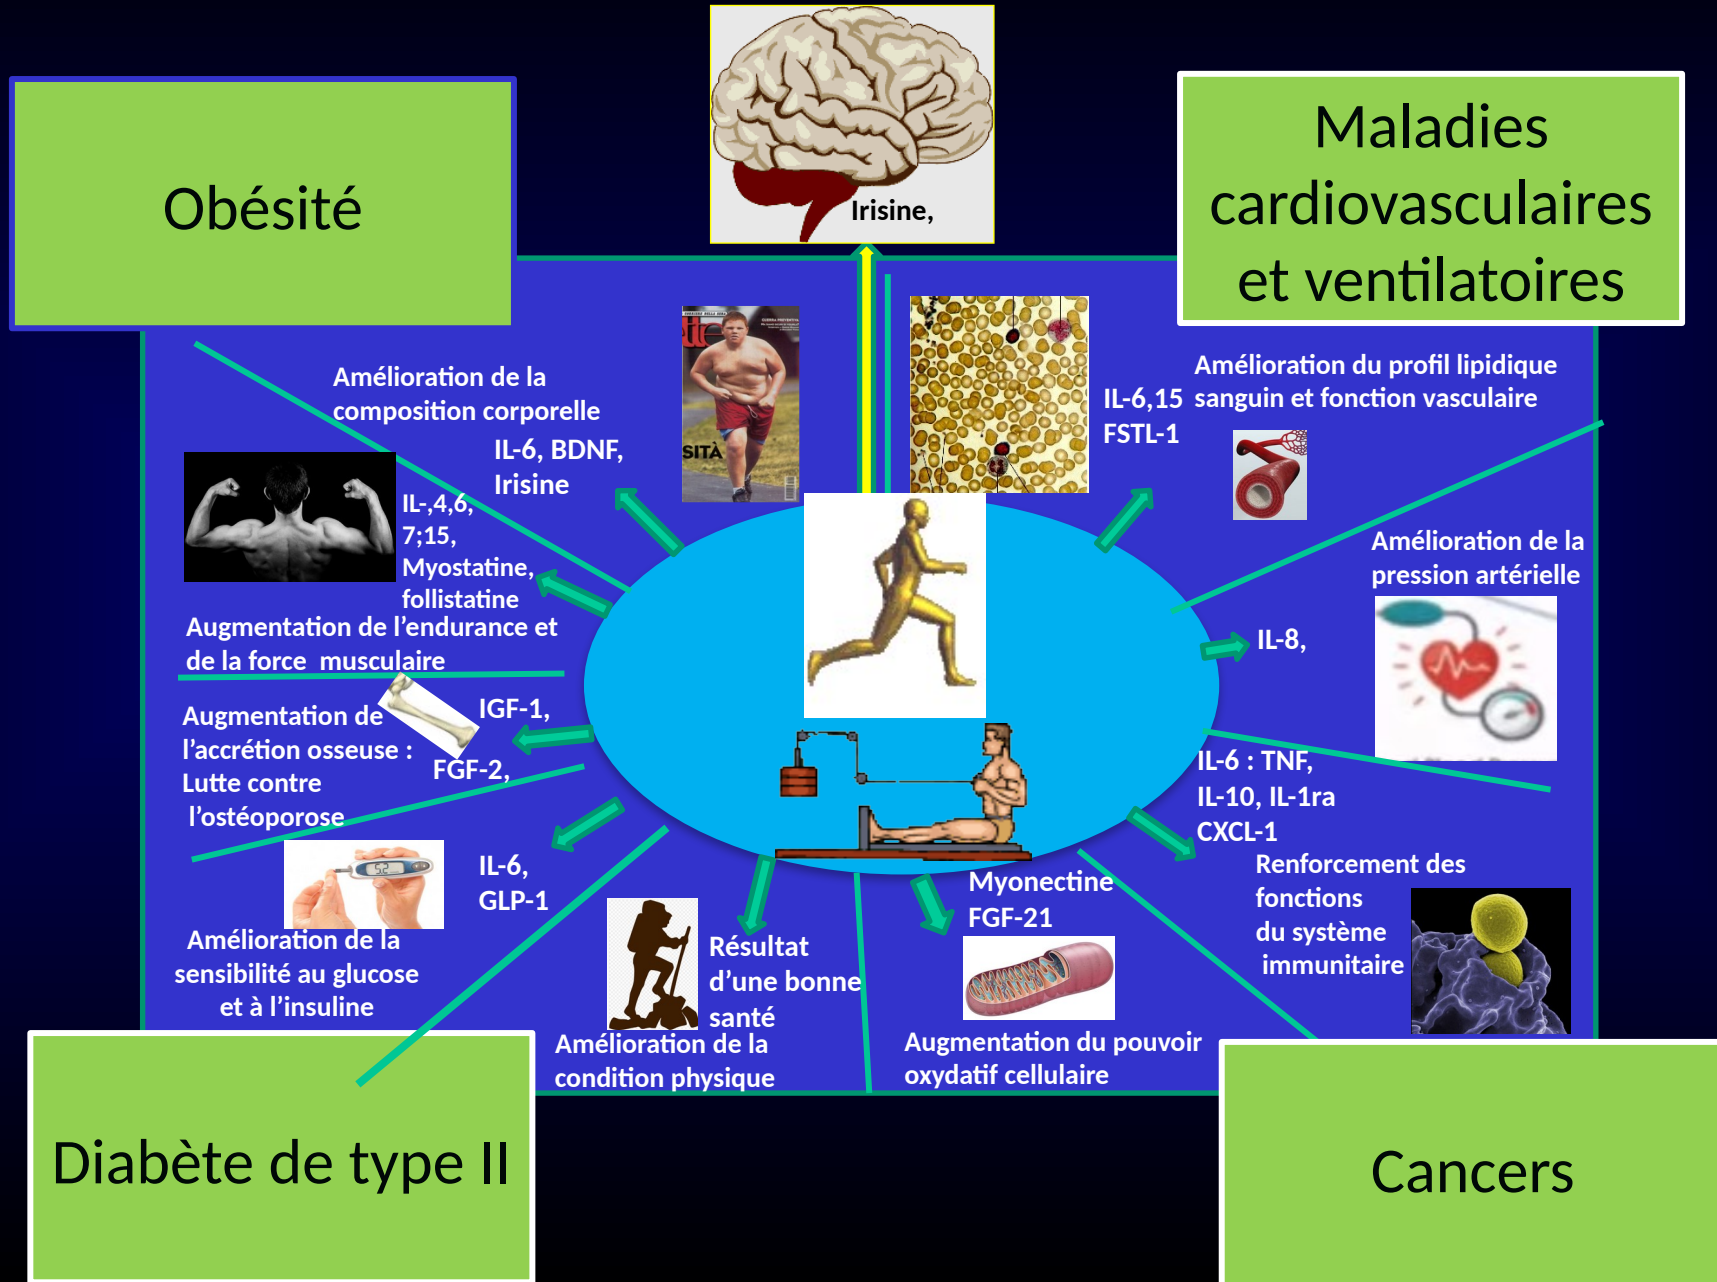 Irisine,
Obésité
Maladies
cardiovasculaires
et ventilatoires
Amélioration de la
composition corporelle
IL-6, BDNF,
Irisine
SITÀ
IL-6,15
FSTL-1
Amélioration du profil lipidique
sanguin et fonction vasculaire
IL-,4,6,
7;15,
Myostatine,
follistatine
Augmentation de l’endurance et
de la force  musculaire
Amélioration de la
pression artérielle
IL-8,
Augmentation de
l’accrétion osseuse :
Lutte contre
l’ostéoporose
IGF-1,
FGF-2,
IL-6 : TNF,
IL-10, IL-1ra
CXCL-1
Renforcement des
fonctions
du système
immunitaire
5.2
IL-6,
GLP-1
Amélioration de la
sensibilité au glucose
et à l’insuline
Résultat
d’une bonne
santé
Amélioration de la
condition physique
Myonectine
FGF-21
Augmentation du pouvoir
oxydatif cellulaire
Diabète de type II
Cancers